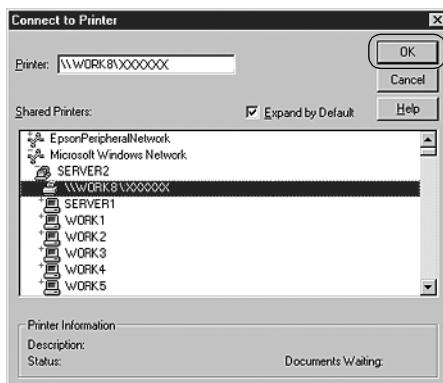 Connect to Printer
Printer: \\WORK8\XXXXXX
OK
Cancel
Help
Shared Printers:
Expand by Default
EpsonPeripheralNetwork
Microsoft Windows Network
SERVER2
\\WORK8\XXXXXX
SERVER1
WORK1
WORK2
WORK3
WORK4
WORK5
Printer Information
Description:
Status:
Documents Waiting: